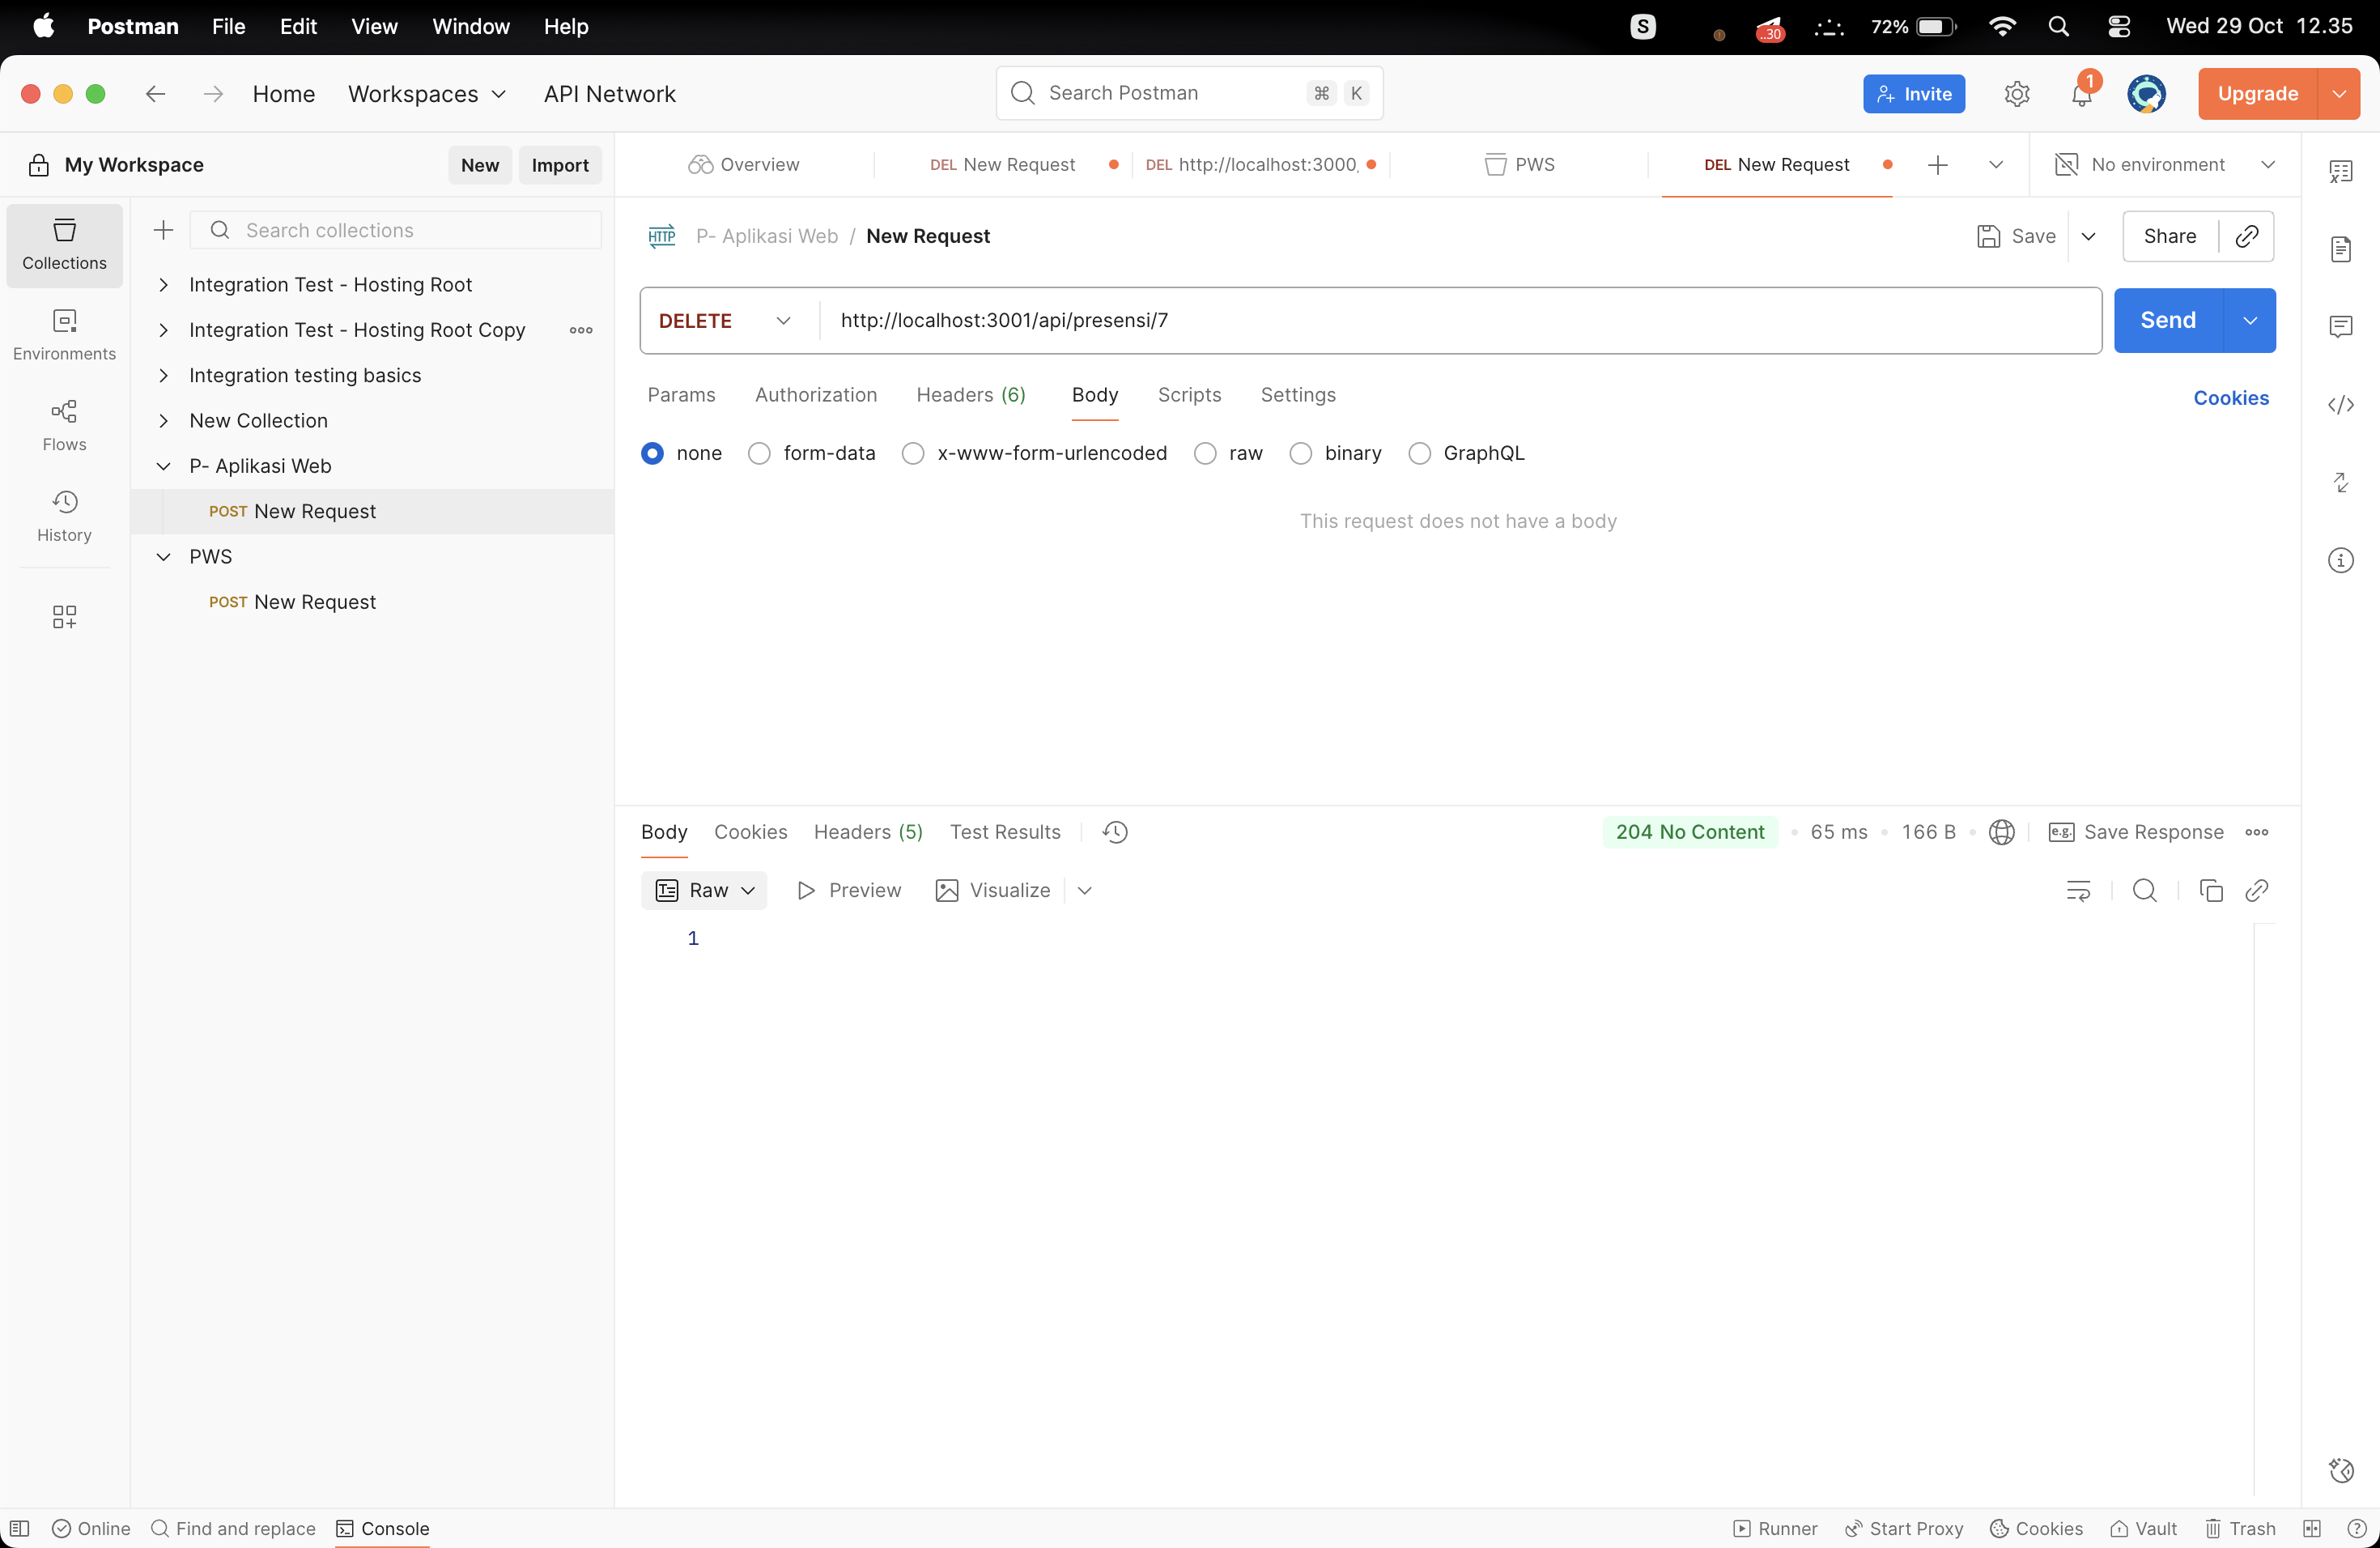 Postman File Edit View Window Help S ..30 72% Wed 29 Oct 12.35
Home Workspaces API Network Search Postman ⌘ K Invite 1 Upgrade
My Workspace New Import Overview DEL New Request DEL http://localhost:3000, PWS DEL New Request No environment
Collections
Environments
Flows
History
Search collections
Integration Test - Hosting Root
Integration Test - Hosting Root Copy
Integration testing basics
New Collection
P- Aplikasi Web
POST New Request
PWS
POST New Request
HTTP P- Aplikasi Web / New Request Save Share
DELETE http://localhost:3001/api/presensi/7 Send
Params Authorization Headers (6) Body Scripts Settings Cookies
none form-data x-www-form-urlencoded raw binary GraphQL
This request does not have a body
Body Cookies Headers (5) Test Results 204 No Content 65 ms 166 B e.g. Save Response
Raw Preview Visualize
1
Online Find and replace Console Runner Start Proxy Cookies Vault Trash